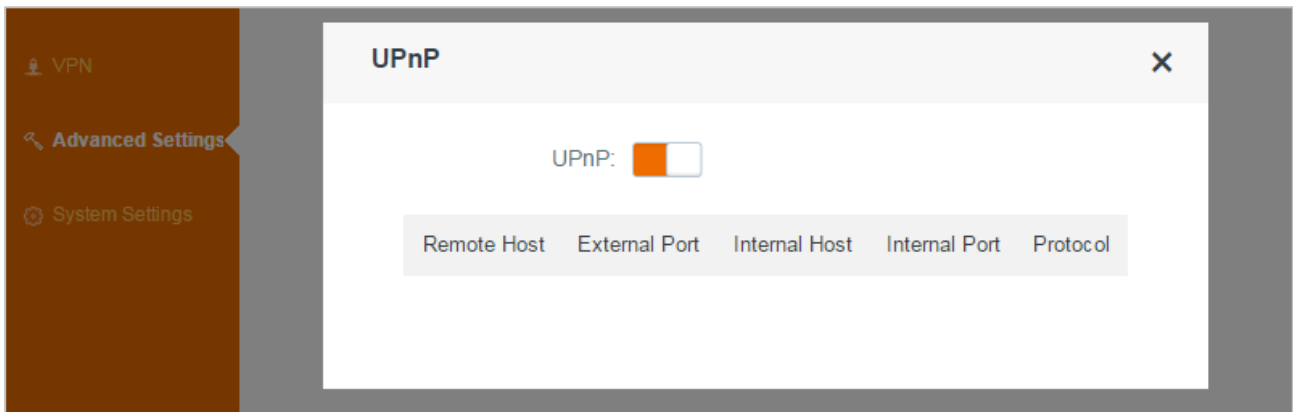 VPN
Advanced Settings
System Settings
UPnP
UPnP:
Remote Host External Port Internal Host Internal Port Protocol